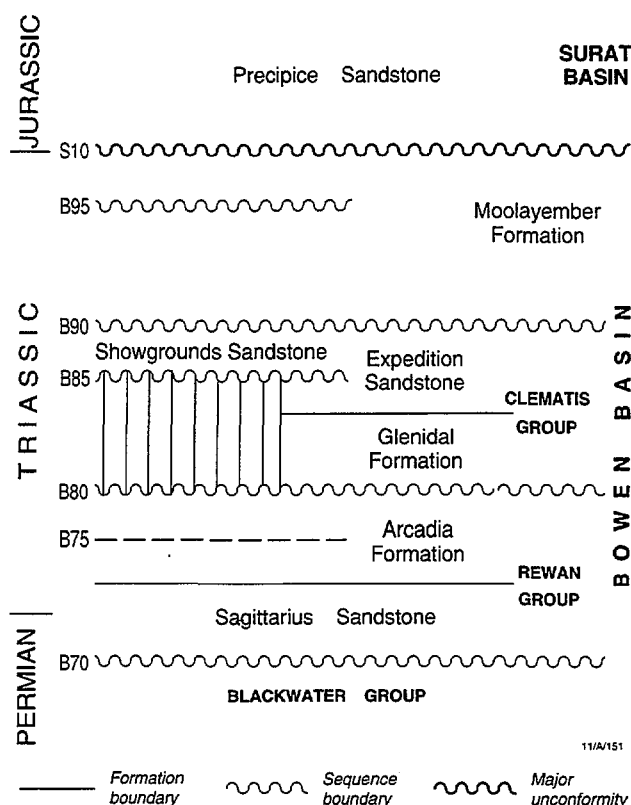 JURASSIC
Precipice Sandstone
SURAT
BASIN
S10
B95
Moolayember
Formation
TRIASSIC
BOWEN BASIN
B90
Showgrounds Sandstone
Expedition
Sandstone
B85
CLEMATIS
GROUP
Glenidal
Formation
B80
B75
Arcadia
Formation
REWAN
GROUP
Sagittarius Sandstone
PERMIAN
B70
BLACKWATER GROUP
11/A/151
Formation
boundary
Sequence
boundary
Major
unconformity